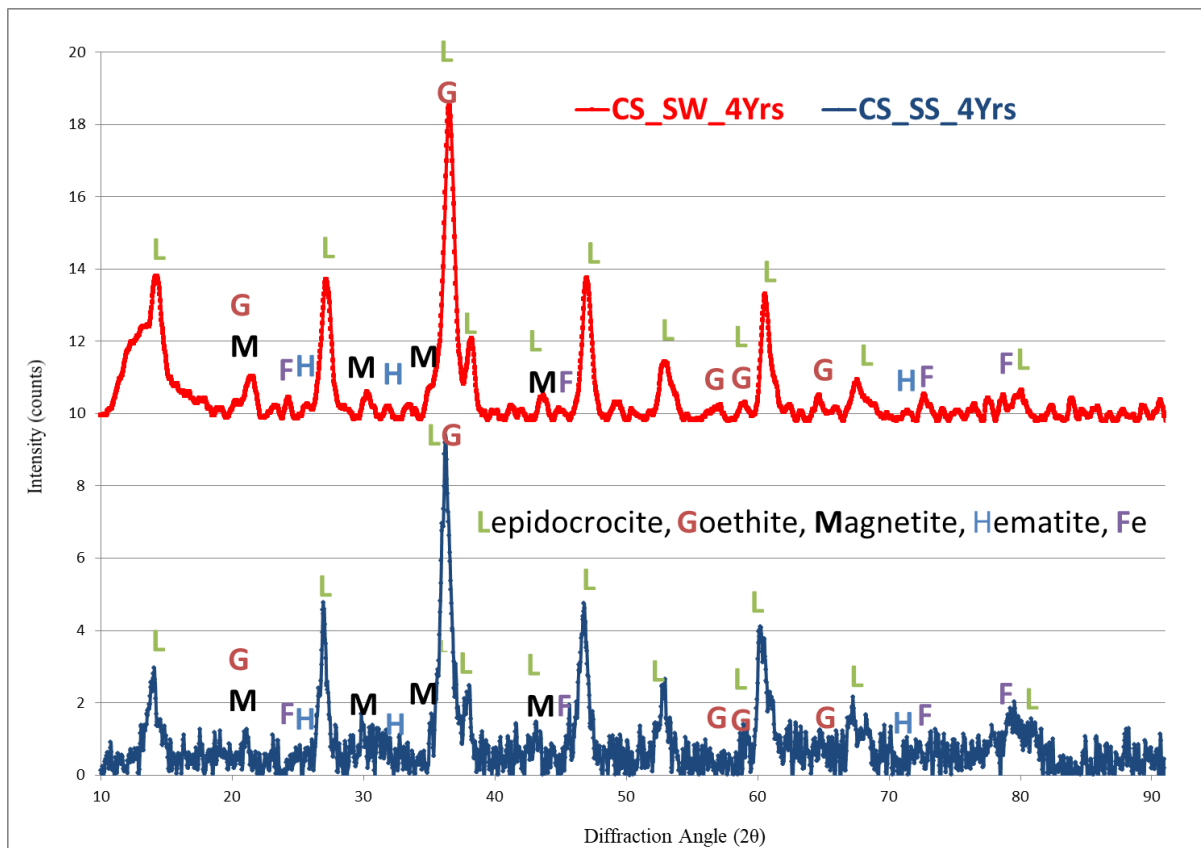 20
18
16
14
12
10
8
6
4
2
0
Intensity (counts)
L
G
CS_SW_4Yrs CS_SS_4Yrs
L G M F H L M H M L L M F L L G L G L G L H F F L
L G
Lepidocrocite, Goethite, Magnetite, Hematite, Fe
L G M F H L M H M L L M F L L G L G L G L H F F L
10 20 30 40 50 60 70 80 90
Diffraction Angle (2θ)